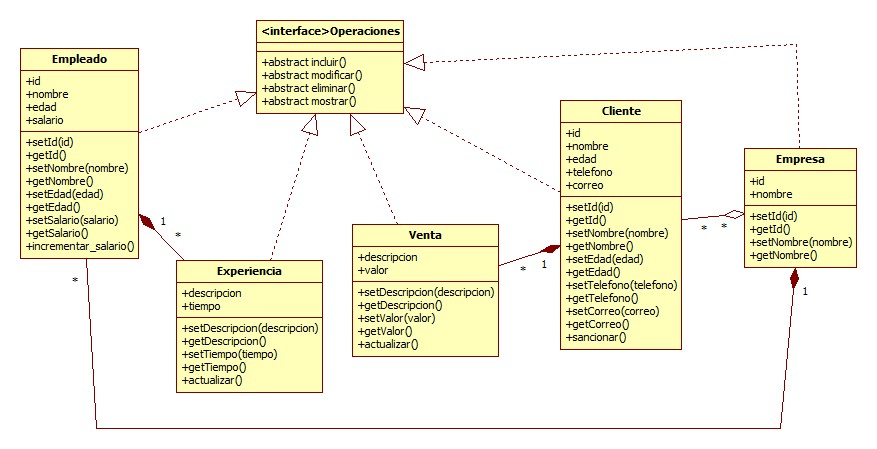 <interface>Operaciones
+abstract incluir()
+abstract modificar()
+abstract eliminar()
+abstract mostrar()
Empleado
+id
+nombre
+edad
+salario
+setId(id)
+getId()
+setNombre(nombre)
+getNombre()
+setEdad(edad)
+getEdad()
+setSalario(salario)
+getSalario()
+incrementar_salario()
1
*
*
Experiencia
+descripcion
+tiempo
+setDescripcion(descripcion)
+getDescripcion()
+setTiempo(tiempo)
+getTiempo()
+actualizar()
Venta
+descripcion
+valor
+setDescripcion(descripcion)
+getDescripcion()
+setValor(valor)
+getValor()
+actualizar()
*
1
Cliente
+id
+nombre
+edad
+telefono
+correo
+setId(id)
+getId()
+setNombre(nombre)
+getNombre()
+setEdad(edad)
+getEdad()
+setTelefono(telefono)
+getTelefono()
+setCorreo(correo)
+getCorreo()
+sancionar()
*
*
Empresa
+id
+nombre
+setId(id)
+getId()
+setNombre(nombre)
+getNombre()
1